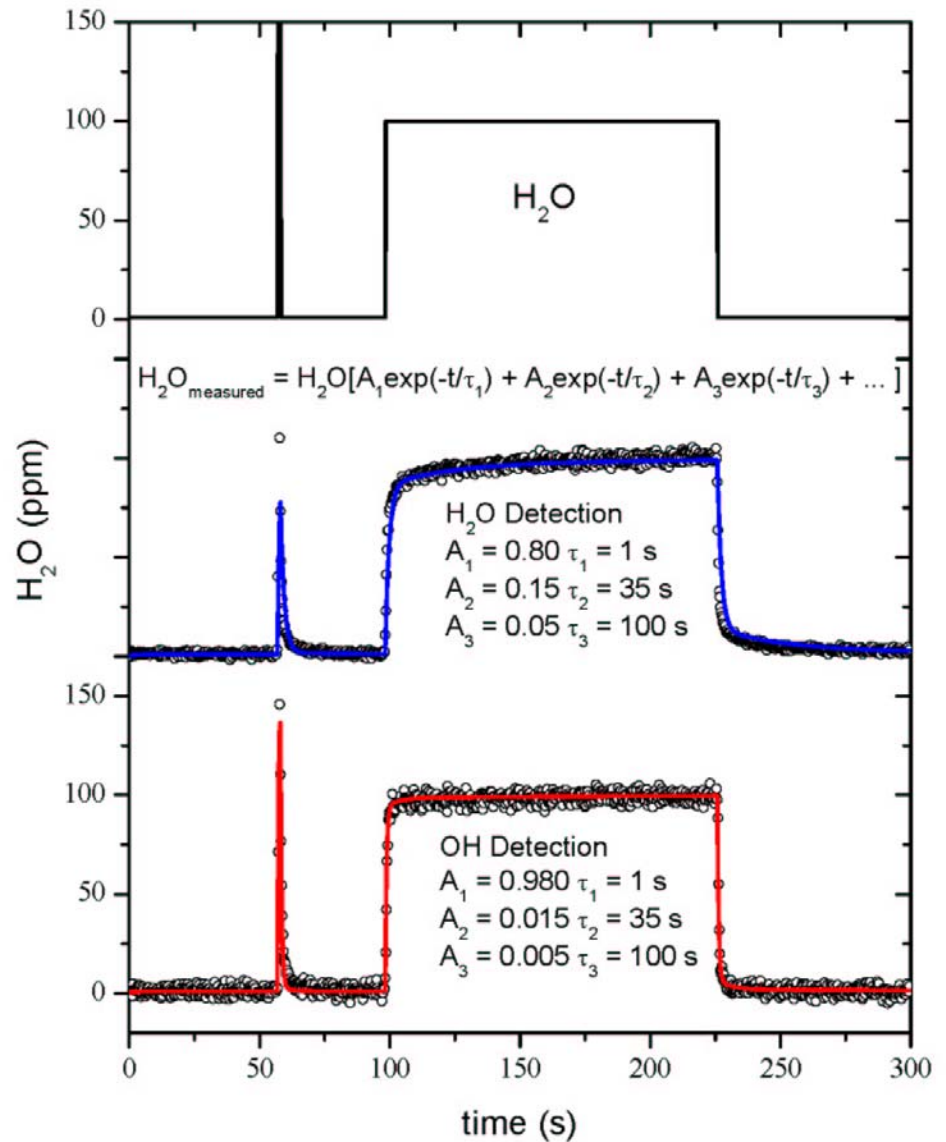 150
100
50
0
H₂O
H₂O_measured = H₂O[A₁exp(-t/τ₁) + A₂exp(-t/τ₂) + A₃exp(-t/τ₃) + ... ]
H₂O (ppm)
H₂O Detection
A₁ = 0.80 τ₁ = 1 s
A₂ = 0.15 τ₂ = 35 s
A₃ = 0.05 τ₃ = 100 s
150
100
50
0
OH Detection
A₁ = 0.980 τ₁ = 1 s
A₂ = 0.015 τ₂ = 35 s
A₃ = 0.005 τ₃ = 100 s
0 50 100 150 200 250 300
time (s)